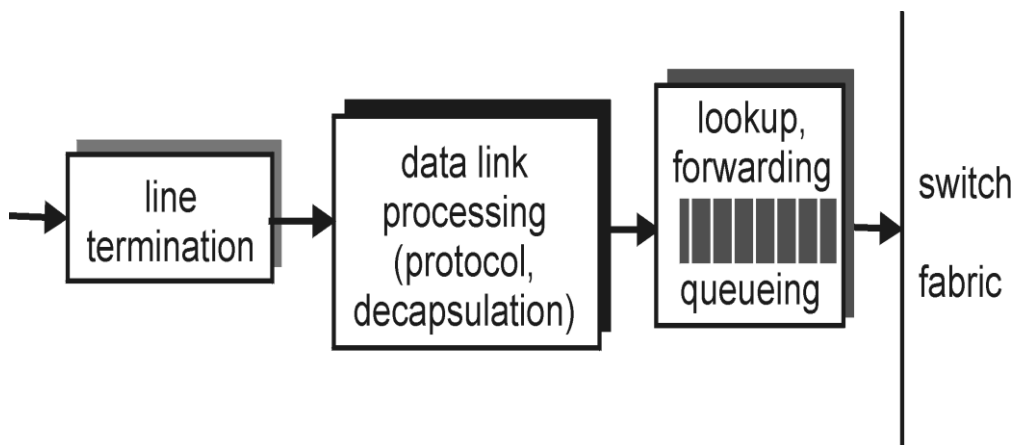 line
termination
data link
processing
(protocol,
decapsulation)
lookup,
forwarding
queueing
switch
fabric